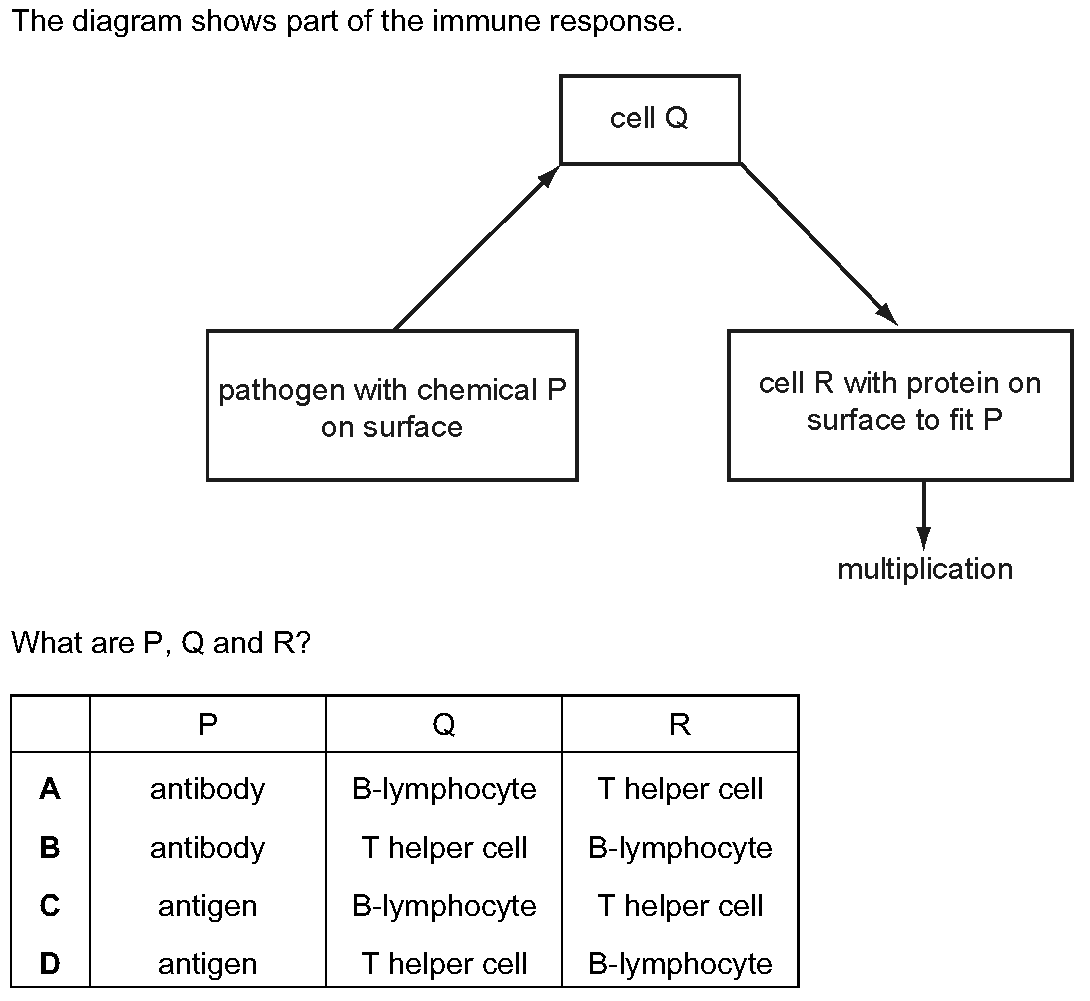 The diagram shows part of the immune response.
cell Q
pathogen with chemical P
on surface
cell R with protein on
surface to fit P
multiplication
What are P, Q and R?
P Q R
A antibody B-lymphocyte T helper cell
B antibody T helper cell B-lymphocyte
C antigen B-lymphocyte T helper cell
D antigen T helper cell B-lymphocyte